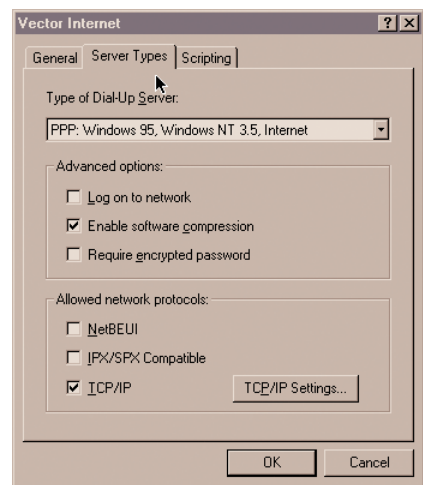 Vector Internet
General Server Types Scripting
Type of Dial-Up Server:
PPP: Windows 95, Windows NT 3.5, Internet
Advanced options:
Log on to network
Enable software compression
Require encrypted password
Allowed network protocols:
NetBEUI
IPX/SPX Compatible
TCP/IP TCP/IP Settings...
OK Cancel